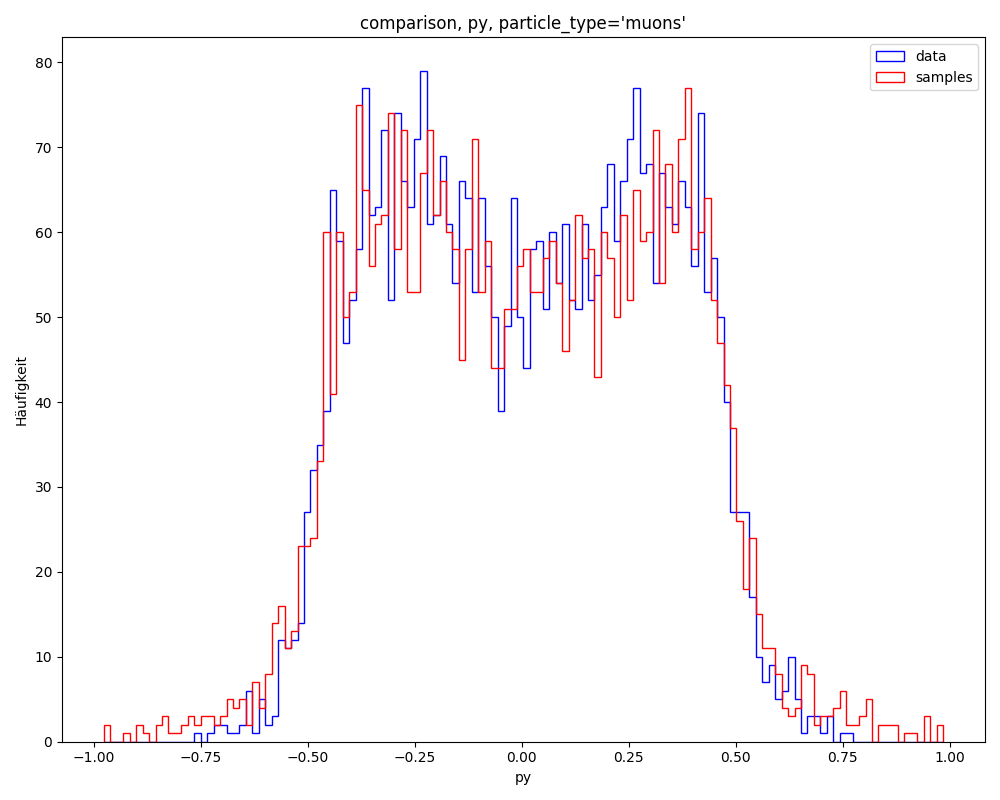 comparison, py, particle_type='muons'
data
samples
Häufigkeit
80
70
60
50
40
30
20
10
0
−1.00 −0.75 −0.50 −0.25 0.00 0.25 0.50 0.75 1.00
py